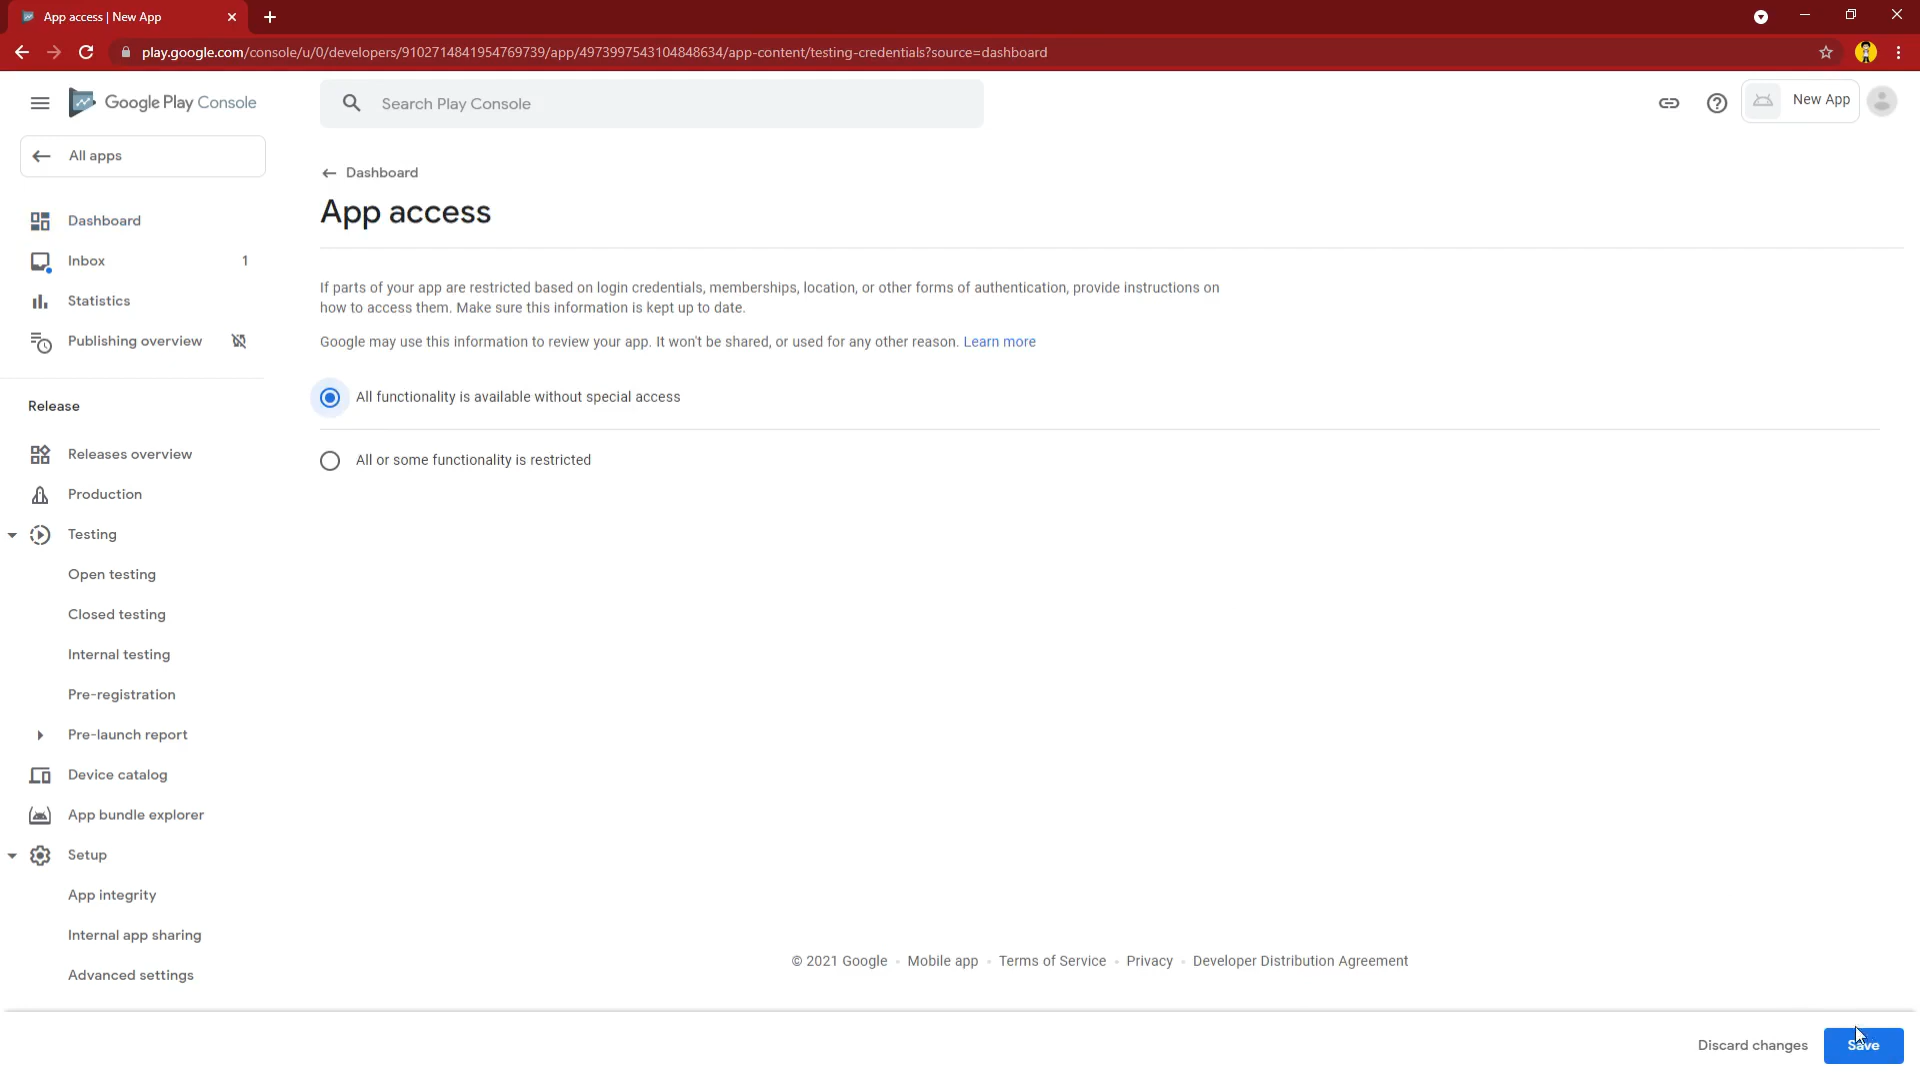 App access | New App
play.google.com/console/u/0/developers/9102714841954769739/app/4973997543104848634/app-content/testing-credentials?source=dashboard
Google Play Console
Search Play Console
New App
All apps
Dashboard
Inbox 1
Statistics
Publishing overview
Release
Releases overview
Production
Testing
Open testing
Closed testing
Internal testing
Pre-registration
Pre-launch report
Device catalog
App bundle explorer
Setup
App integrity
Internal app sharing
Advanced settings
Dashboard
App access
If parts of your app are restricted based on login credentials, memberships, location, or other forms of authentication, provide instructions on
how to access them. Make sure this information is kept up to date.
Google may use this information to review your app. It won't be shared, or used for any other reason. Learn more
All functionality is available without special access
All or some functionality is restricted
© 2021 Google · Mobile app · Terms of Service · Privacy · Developer Distribution Agreement
Discard changes
Save